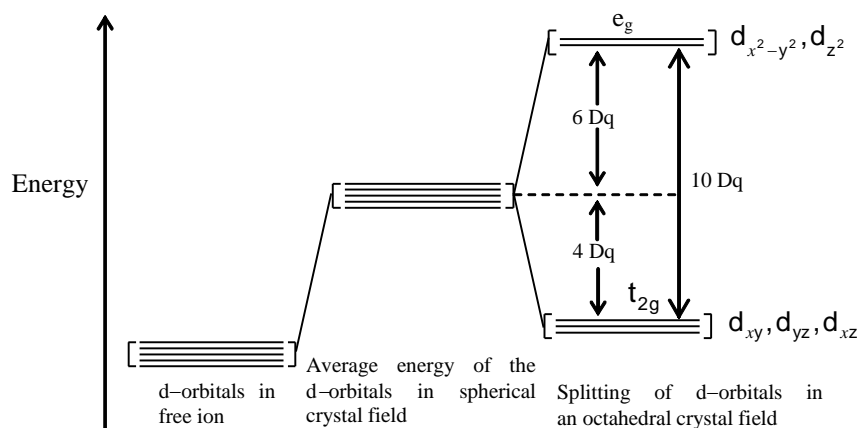 e_g
d_{x²−y²}, d_{z²}
6 Dq
Energy
10 Dq
4 Dq
t_{2g}
d_{xy}, d_{yz}, d_{xz}
d−orbitals in
free ion
Average energy of the
d−orbitals in spherical
crystal field
Splitting of d−orbitals in
an octahedral crystal field